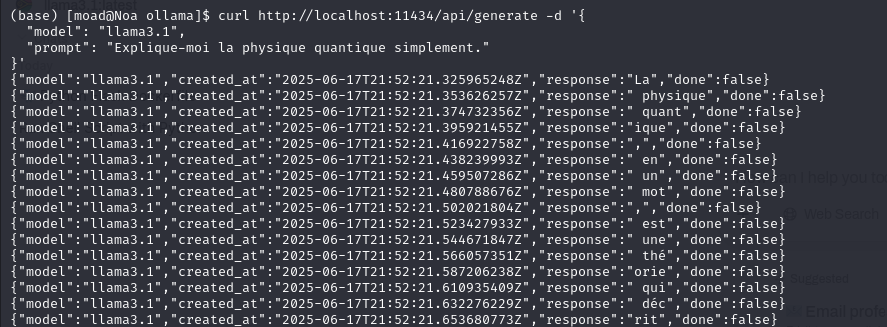 (base) [moad@Noa ollama]$ curl http://localhost:11434/api/generate -d '{
  "model": "llama3.1",
  "prompt": "Explique-moi la physique quantique simplement."
}'
{"model":"llama3.1","created_at":"2025-06-17T21:52:21.325965248Z","response":"La","done":false}
{"model":"llama3.1","created_at":"2025-06-17T21:52:21.353626257Z","response":" physique","done":false}
{"model":"llama3.1","created_at":"2025-06-17T21:52:21.374732356Z","response":" quant","done":false}
{"model":"llama3.1","created_at":"2025-06-17T21:52:21.395921455Z","response":"ique","done":false}
{"model":"llama3.1","created_at":"2025-06-17T21:52:21.416922758Z","response":",","done":false}
{"model":"llama3.1","created_at":"2025-06-17T21:52:21.438239993Z","response":" en","done":false}
{"model":"llama3.1","created_at":"2025-06-17T21:52:21.459507286Z","response":" un","done":false}
{"model":"llama3.1","created_at":"2025-06-17T21:52:21.480788676Z","response":" mot","done":false}
{"model":"llama3.1","created_at":"2025-06-17T21:52:21.502021804Z","response":",","done":false}
{"model":"llama3.1","created_at":"2025-06-17T21:52:21.523427933Z","response":" est","done":false}
{"model":"llama3.1","created_at":"2025-06-17T21:52:21.544671847Z","response":" une","done":false}
{"model":"llama3.1","created_at":"2025-06-17T21:52:21.566057351Z","response":" thé","done":false}
{"model":"llama3.1","created_at":"2025-06-17T21:52:21.587206238Z","response":"orie","done":false}
{"model":"llama3.1","created_at":"2025-06-17T21:52:21.610935409Z","response":" qui","done":false}
{"model":"llama3.1","created_at":"2025-06-17T21:52:21.632276229Z","response":" déc","done":false}
{"model":"llama3.1","created_at":"2025-06-17T21:52:21.653680773Z","response":"rit","done":false}
I help you
Web Search
Suggested
Email